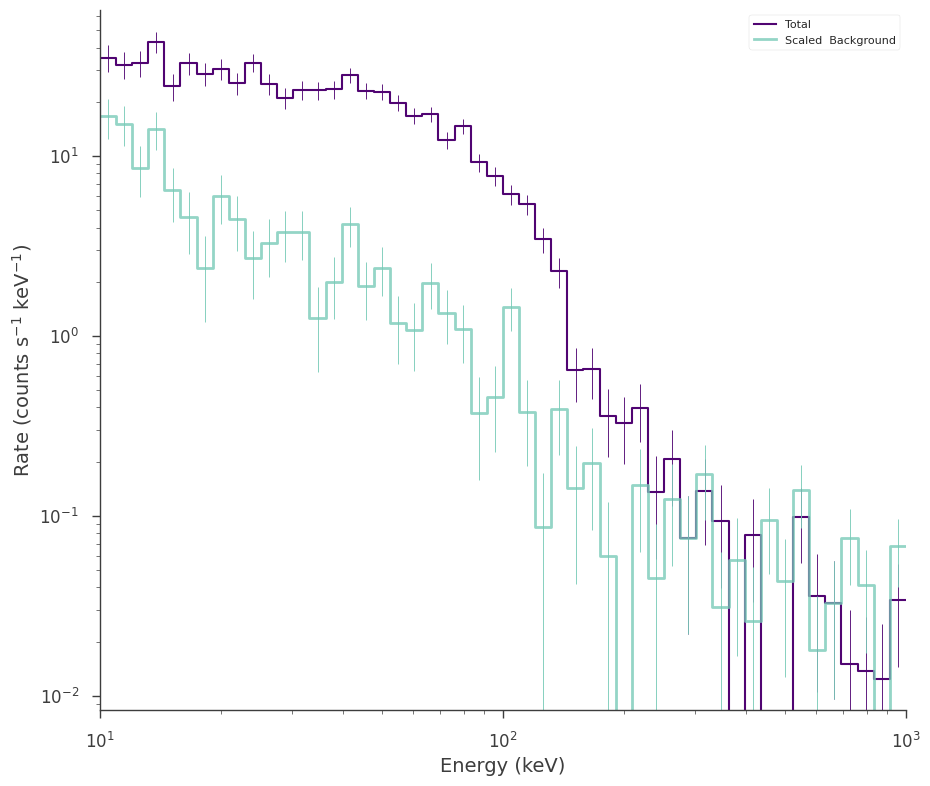 Total
Scaled  Background
Rate (counts s⁻¹ keV⁻¹)
10¹
10⁰
10⁻¹
10⁻²
10¹ 10² 10³
Energy (keV)